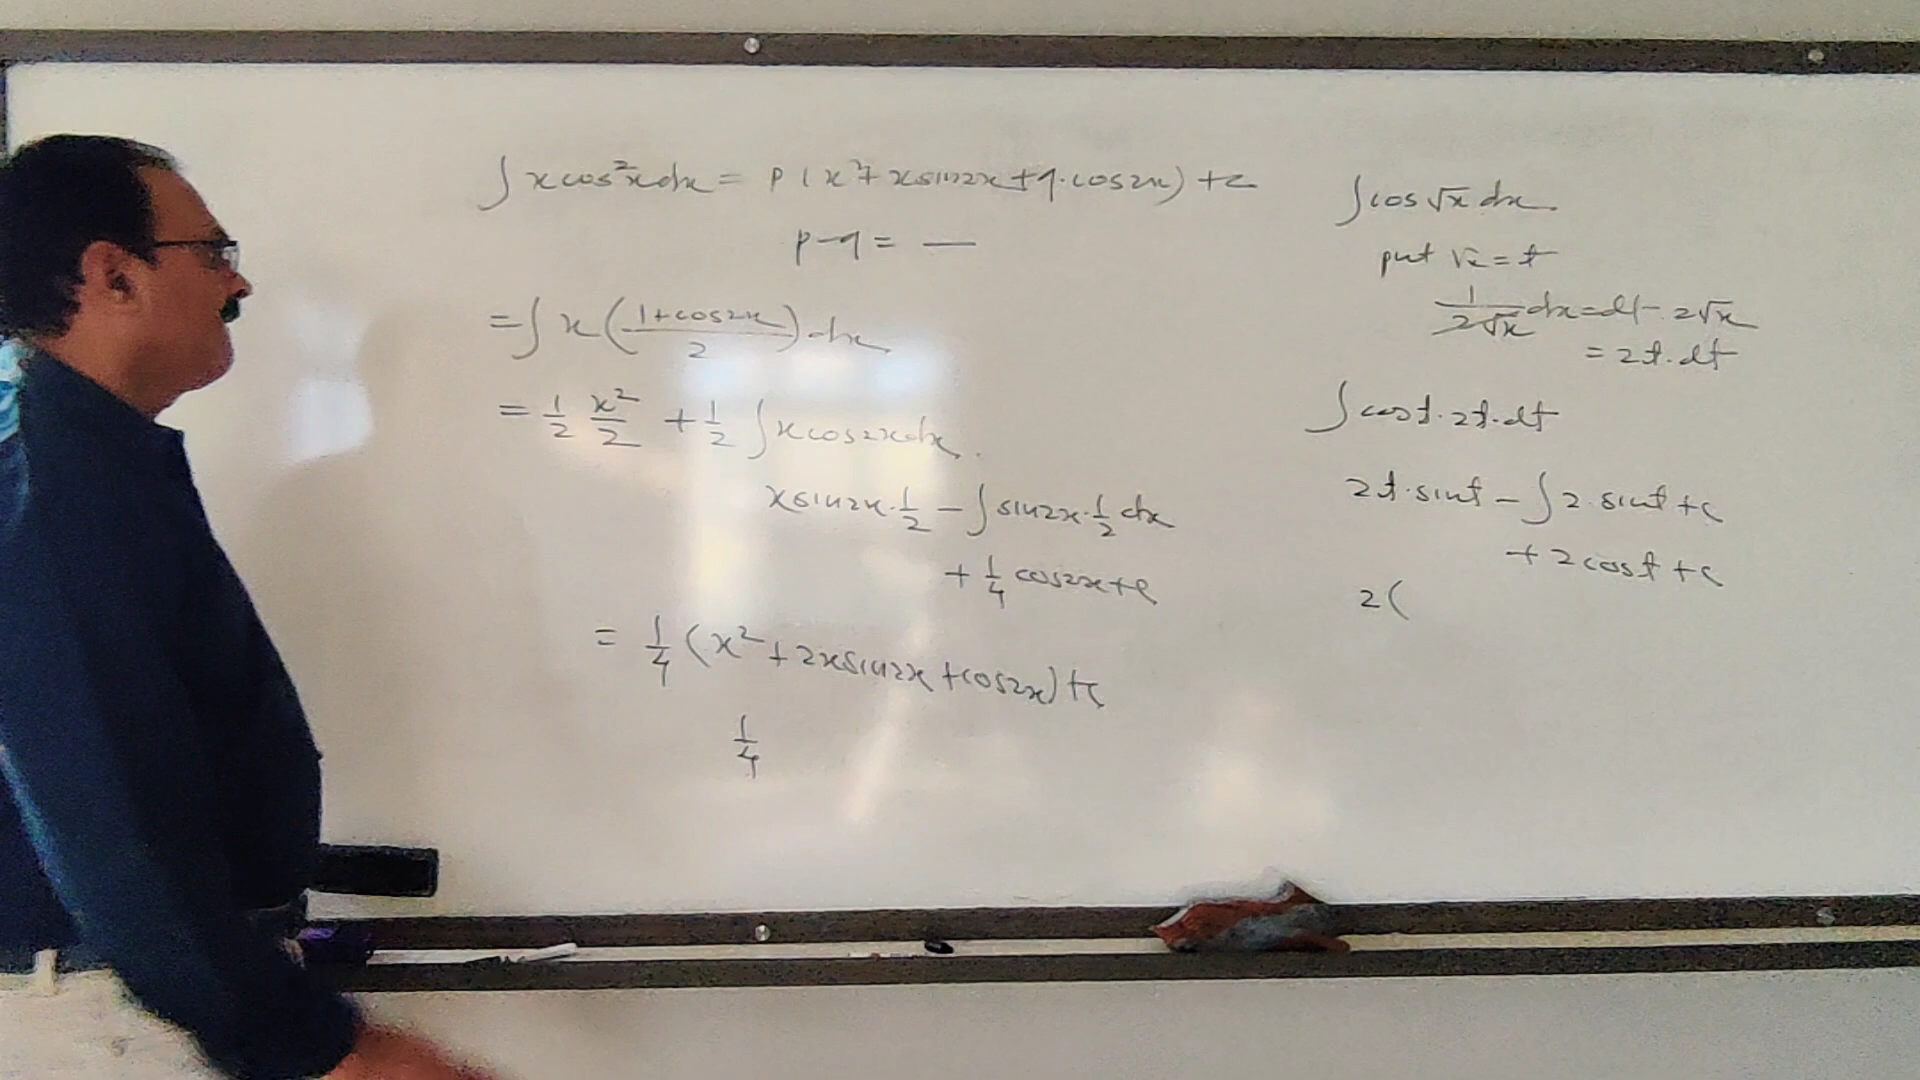 ∫ x cos²x dx = p (x² + x sin2x + q · cos2x) + c
p - q = —
= ∫ x ( (1+cos2x)/2 ) dx
= 1/2 x²/2 + 1/2 ∫ x cos2x dx.
x sin2x · 1/2 - ∫ sin2x · 1/2 dx
+ 1/4 cos2x + c
= 1/4 (x² + 2x sin2x + cos2x) + c
1/4
∫ cos √x dx.
put √x = t
1/(2√x) dx = dt 2√x
= 2t · dt
∫ cos t · 2t · dt
2t · sin t - ∫ 2 · sin t + c
+ 2 cos t + c
2 (